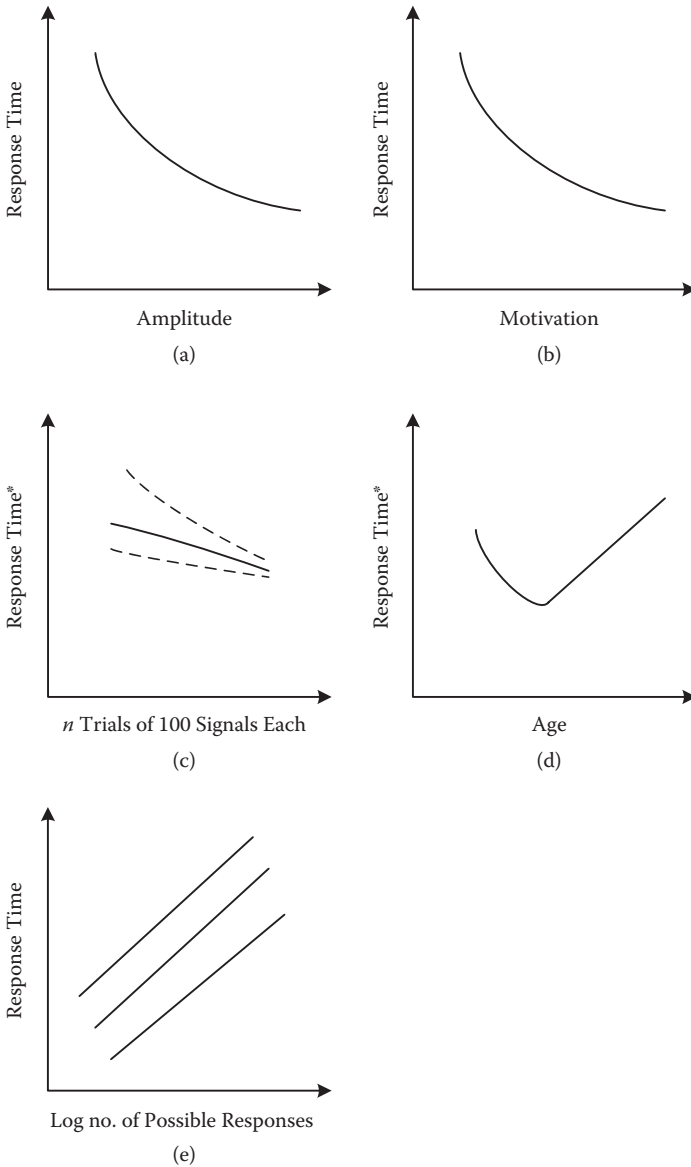 Response Time
Amplitude
(a)
Response Time
Motivation
(b)
Response Time*
n Trials of 100 Signals Each
(c)
Response Time*
Age
(d)
Response Time
Log no. of Possible Responses
(e)